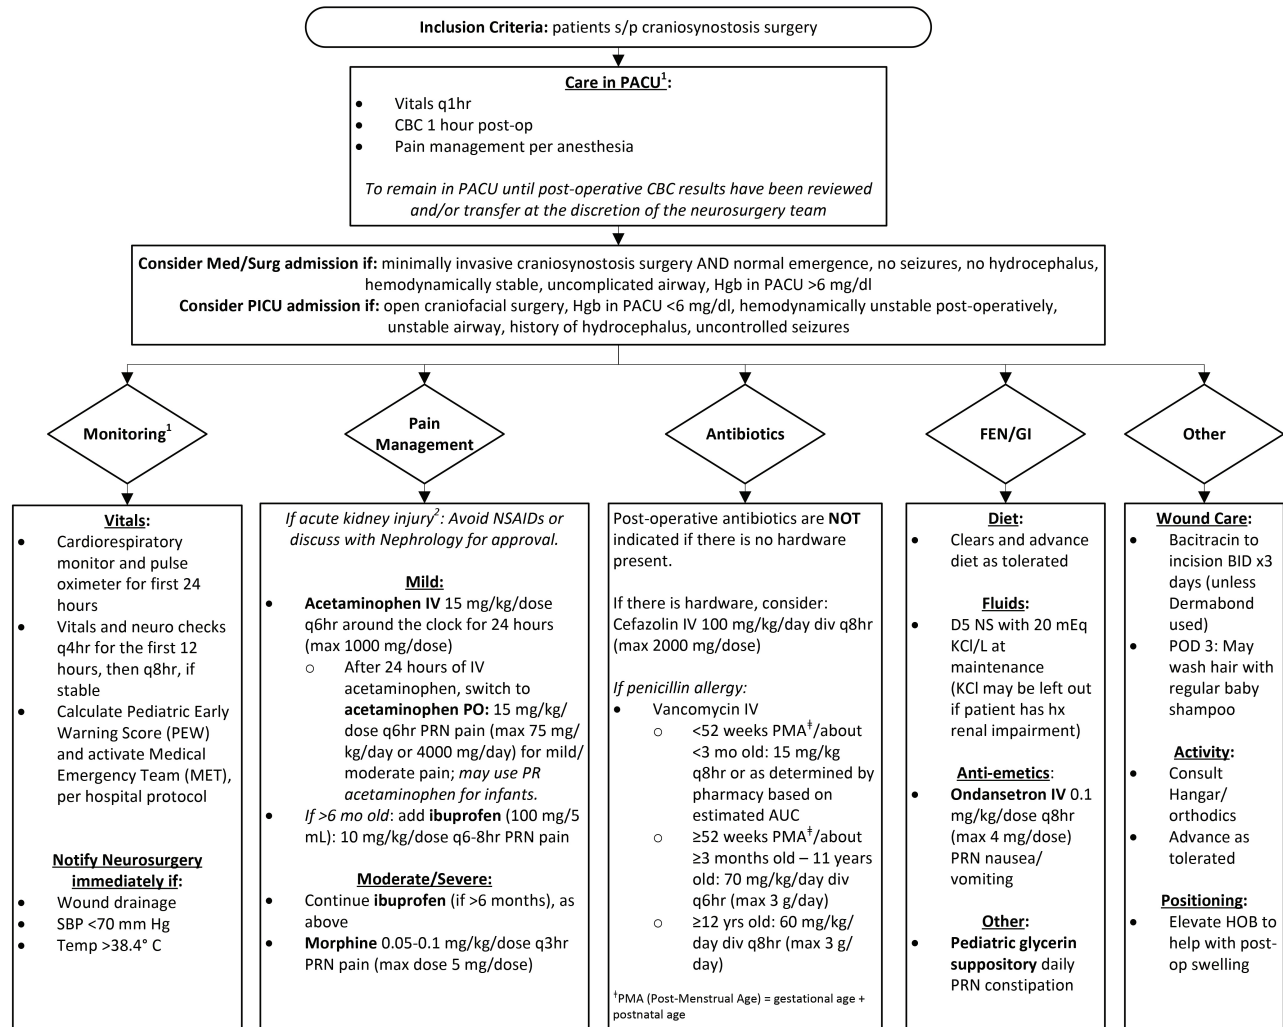 Inclusion Criteria: patients s/p craniosynostosis surgery
Care in PACU1:
• Vitals q1hr
• CBC 1 hour post-op
• Pain management per anesthesia
To remain in PACU until post-operative CBC results have been reviewed
and/or transfer at the discretion of the neurosurgery team
Consider Med/Surg admission if: minimally invasive craniosynostosis surgery AND normal emergence, no seizures, no hydrocephalus,
hemodynamically stable, uncomplicated airway, Hgb in PACU >6 mg/dl
Consider PICU admission if: open craniofacial surgery, Hgb in PACU <6 mg/dl, hemodynamically unstable post-operatively,
unstable airway, history of hydrocephalus, uncontrolled seizures
Monitoring1
Pain
Management
Antibiotics
FEN/GI
Other
Vitals:
• Cardiorespiratory
monitor and pulse
oximeter for first 24
hours
• Vitals and neuro checks
q4hr for the first 12
hours, then q8hr, if
stable
• Calculate Pediatric Early
Warning Score (PEW)
and activate Medical
Emergency Team (MET),
per hospital protocol
Notify Neurosurgery
immediately if:
• Wound drainage
• SBP <70 mm Hg
• Temp >38.4° C
If acute kidney injury2: Avoid NSAIDs or
discuss with Nephrology for approval.
Mild:
• Acetaminophen IV 15 mg/kg/dose
q6hr around the clock for 24 hours
(max 1000 mg/dose)
○ After 24 hours of IV
acetaminophen, switch to
acetaminophen PO: 15 mg/kg/
dose q6hr PRN pain (max 75 mg/
kg/day or 4000 mg/day) for mild/
moderate pain; may use PR
acetaminophen for infants.
• If >6 mo old: add ibuprofen (100 mg/5
mL): 10 mg/kg/dose q6-8hr PRN pain
Moderate/Severe:
• Continue ibuprofen (if >6 months), as
above
• Morphine 0.05-0.1 mg/kg/dose q3hr
PRN pain (max dose 5 mg/dose)
Post-operative antibiotics are NOT
indicated if there is no hardware
present.
If there is hardware, consider:
Cefazolin IV 100 mg/kg/day div q8hr
(max 2000 mg/dose)
If penicillin allergy:
• Vancomycin IV
○ <52 weeks PMA‡/about
<3 mo old: 15 mg/kg
q8hr or as determined by
pharmacy based on
estimated AUC
○ ≥52 weeks PMA‡/about
≥3 months old – 11 years
old: 70 mg/kg/day div
q6hr (max 3 g/day)
○ ≥12 yrs old: 60 mg/kg/
day div q8hr (max 3 g/
day)
‡PMA (Post-Menstrual Age) = gestational age +
postnatal age
Diet:
• Clears and advance
diet as tolerated
Fluids:
• D5 NS with 20 mEq
KCl/L at
maintenance
(KCl may be left out
if patient has hx
renal impairment)
Anti-emetics:
• Ondansetron IV 0.1
mg/kg/dose q8hr
(max 4 mg/dose)
PRN nausea/
vomiting
Other:
• Pediatric glycerin
suppository daily
PRN constipation
Wound Care:
• Bacitracin to
incision BID x3
days (unless
Dermabond
used)
• POD 3: May
wash hair with
regular baby
shampoo
Activity:
• Consult
Hangar/
orthodics
• Advance as
tolerated
Positioning:
• Elevate HOB to
help with post-
op swelling